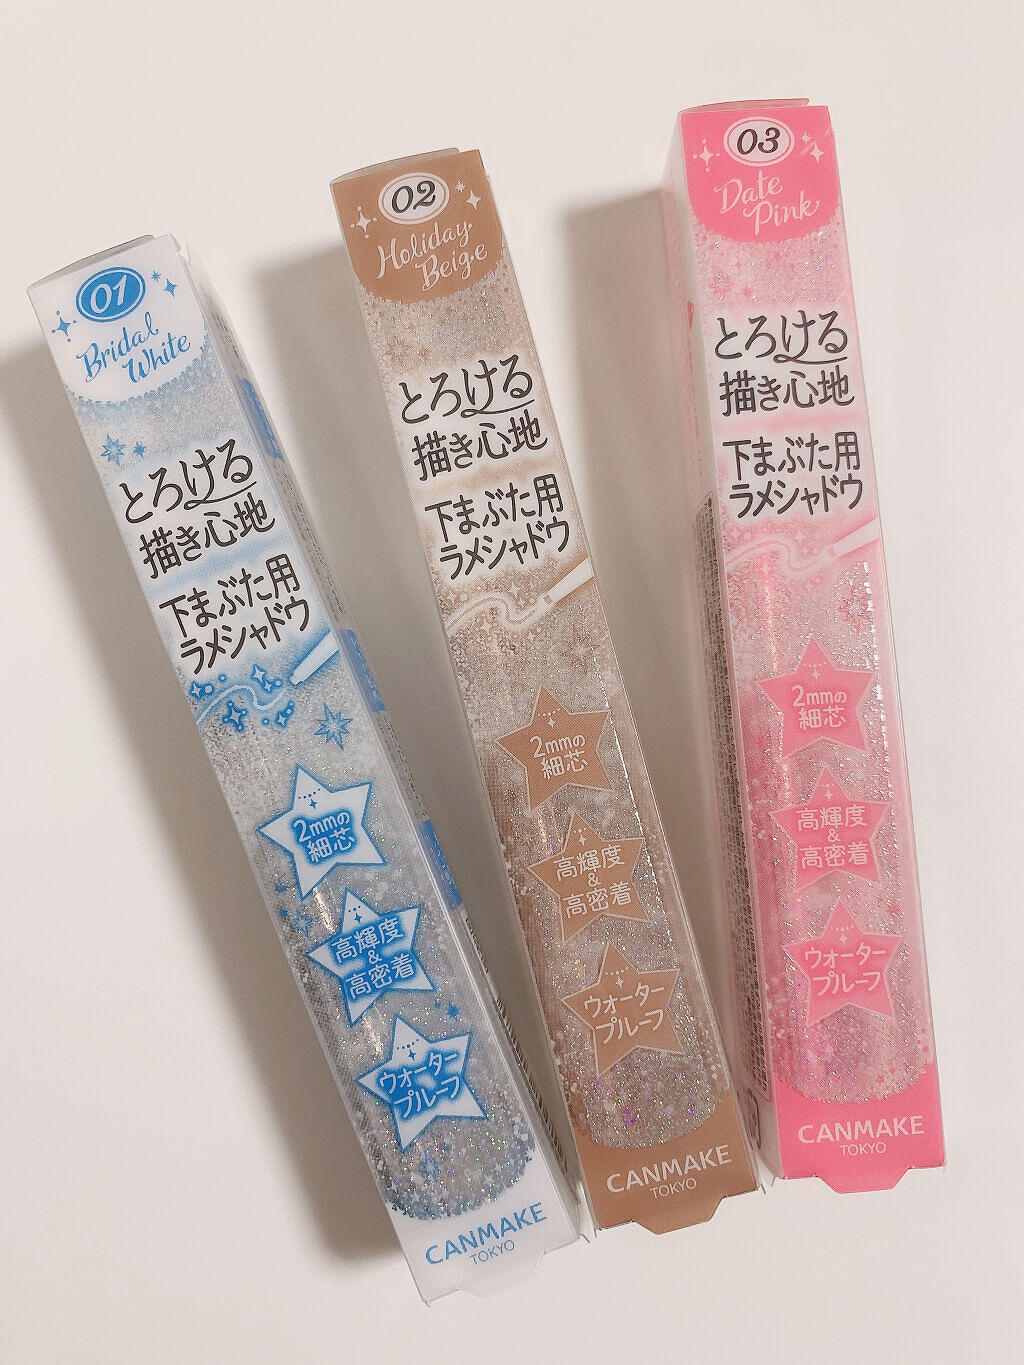 01
Bridal
White
とろける
描き心地
下まぶた用
ラメシャドウ
2mmの
細芯
高輝度
&
高密着
ウォーター
プルーフ
CANMAKE
TOKYO
02
Holiday
Beige
とろける
描き心地
下まぶた用
ラメシャドウ
2mmの
細芯
高輝度
&
高密着
ウォーター
プルーフ
CANMAKE
TOKYO
03
Date
Pink
とろける
描き心地
下まぶた用
ラメシャドウ
2mmの
細芯
高輝度
&
高密着
ウォーター
プルーフ
CANMAKE
TOKYO